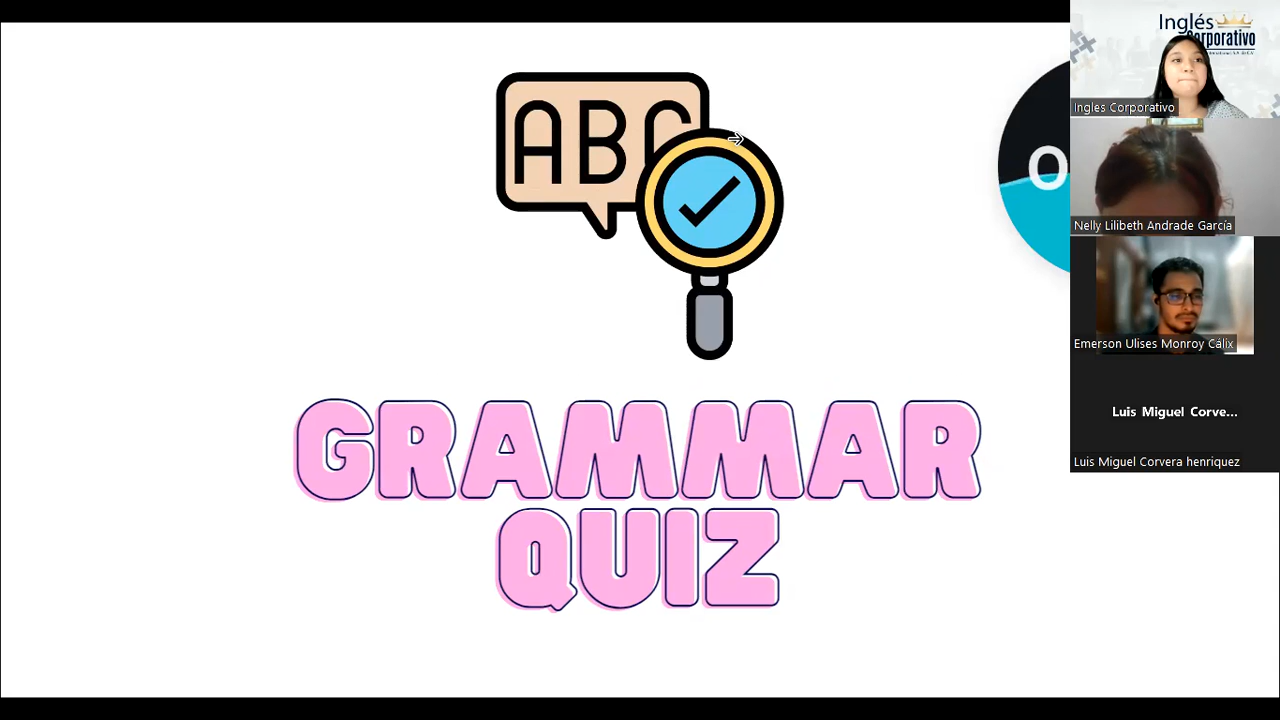 ABC
GRAMMAR
QUIZ
O
Inglés
Corporativo
Ingles Corporativo
Nelly Lilibeth Andrade García
Emerson Ulises Monroy Cálix
Luis Miguel Corve...
Luis Miguel Corvera henriquez